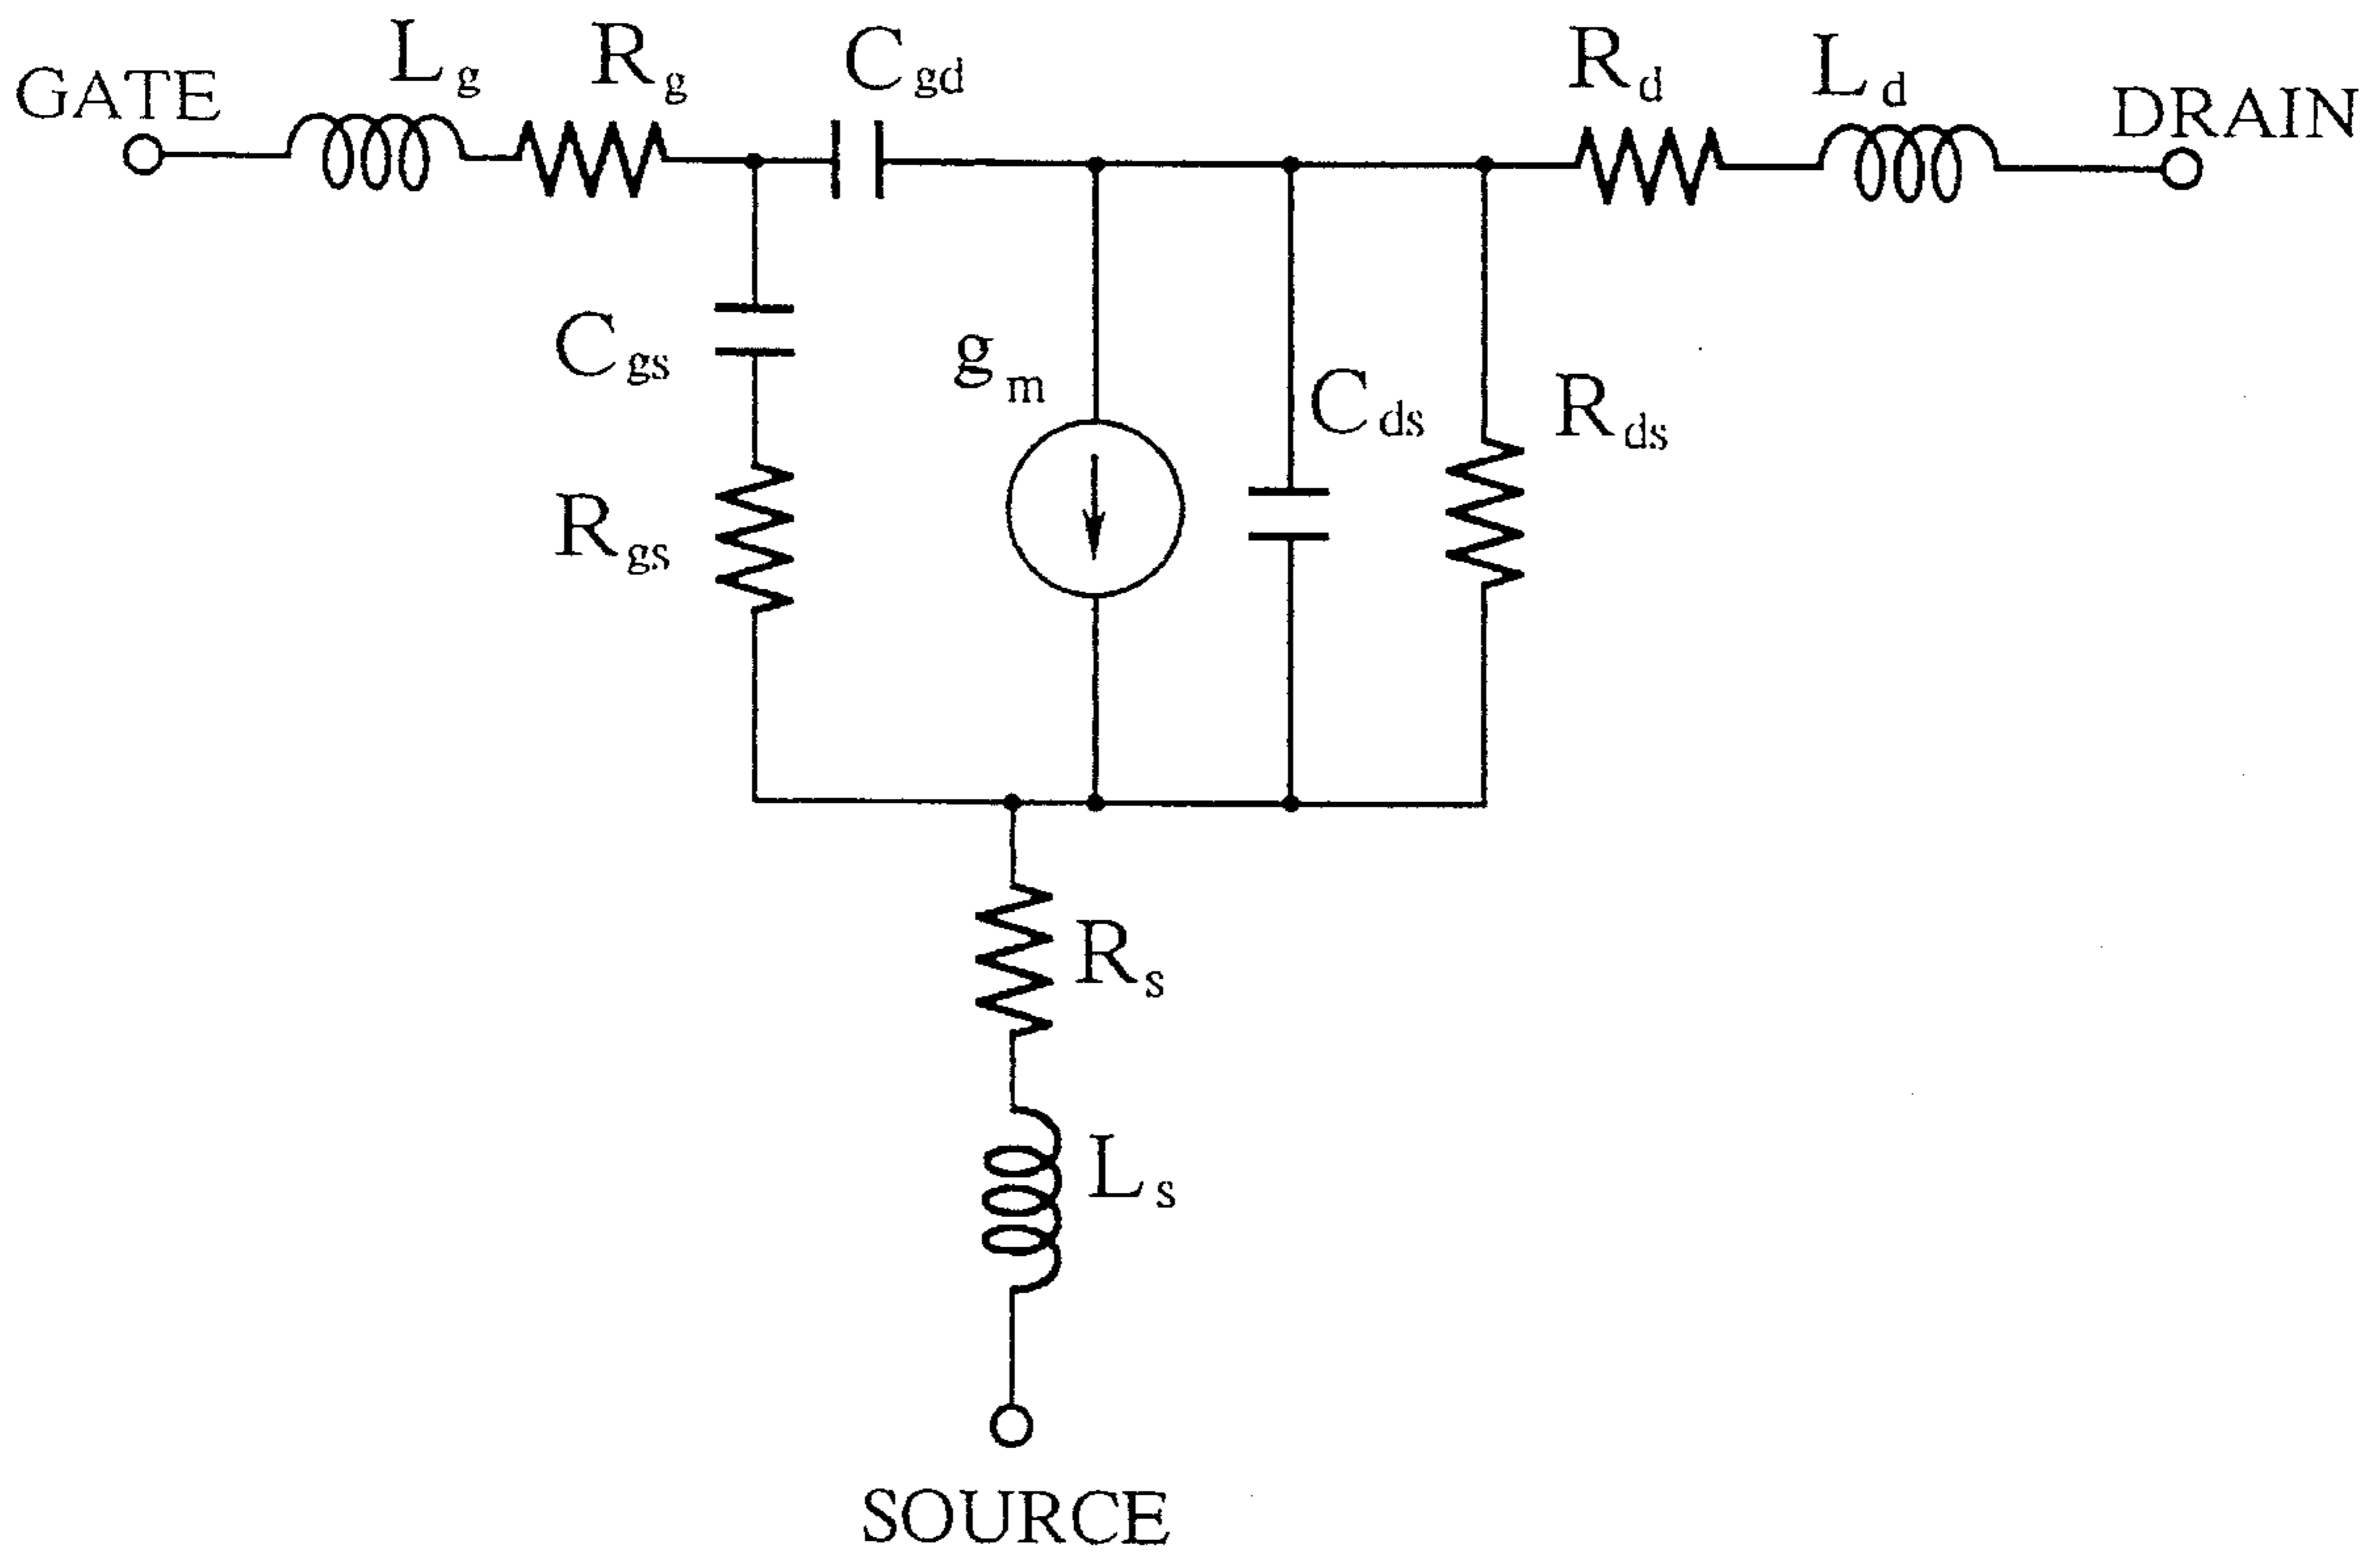 GATE
Lg
Rg
Cgd
Rd
Ld
DRAIN
Cgs
gm
Cds
Rds
Rgs
Rs
Ls
SOURCE